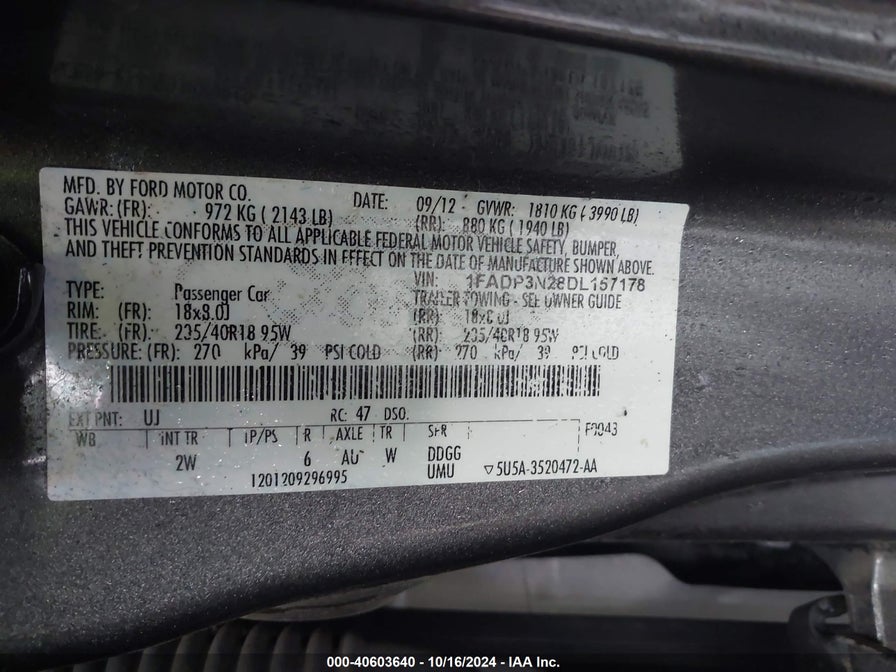 MFD. BY FORD MOTOR CO. DATE: 09/12 GVWR: 1810 KG ( 3990 LB)
GAWR: (FR): 972 KG ( 2143 LB) (RR): 880 KG ( 1940 LB)
THIS VEHICLE CONFORMS TO ALL APPLICABLE FEDERAL MOTOR VEHICLE SAFETY, BUMPER,
AND THEFT PREVENTION STANDARDS IN EFFECT ON THE DATE OF MANUFACTURE SHOWN ABOVE.
VIN: 1FADP3N28DL157178
TYPE: Passenger Car TRAILER TOWING - SEE OWNER GUIDE
RIM: (FR): 18x8.0J (RR): 18x8.0J
TIRE: (FR): 235/40R18 95W (RR): 235/40R18 95W
PRESSURE: (FR): 270 kPa/ 39 PSI COLD (RR): 270 kPa/ 39 PSI COLD
EXT PNT: UJ RC: 47 DSO:
WB INT TR TP/PS R AXLE TR SPR F0043
2W 6 AU W DDGG
UMU ▽5U5A-3520472-AA
1201209296995
000-40603640 - 10/16/2024 - IAA Inc.